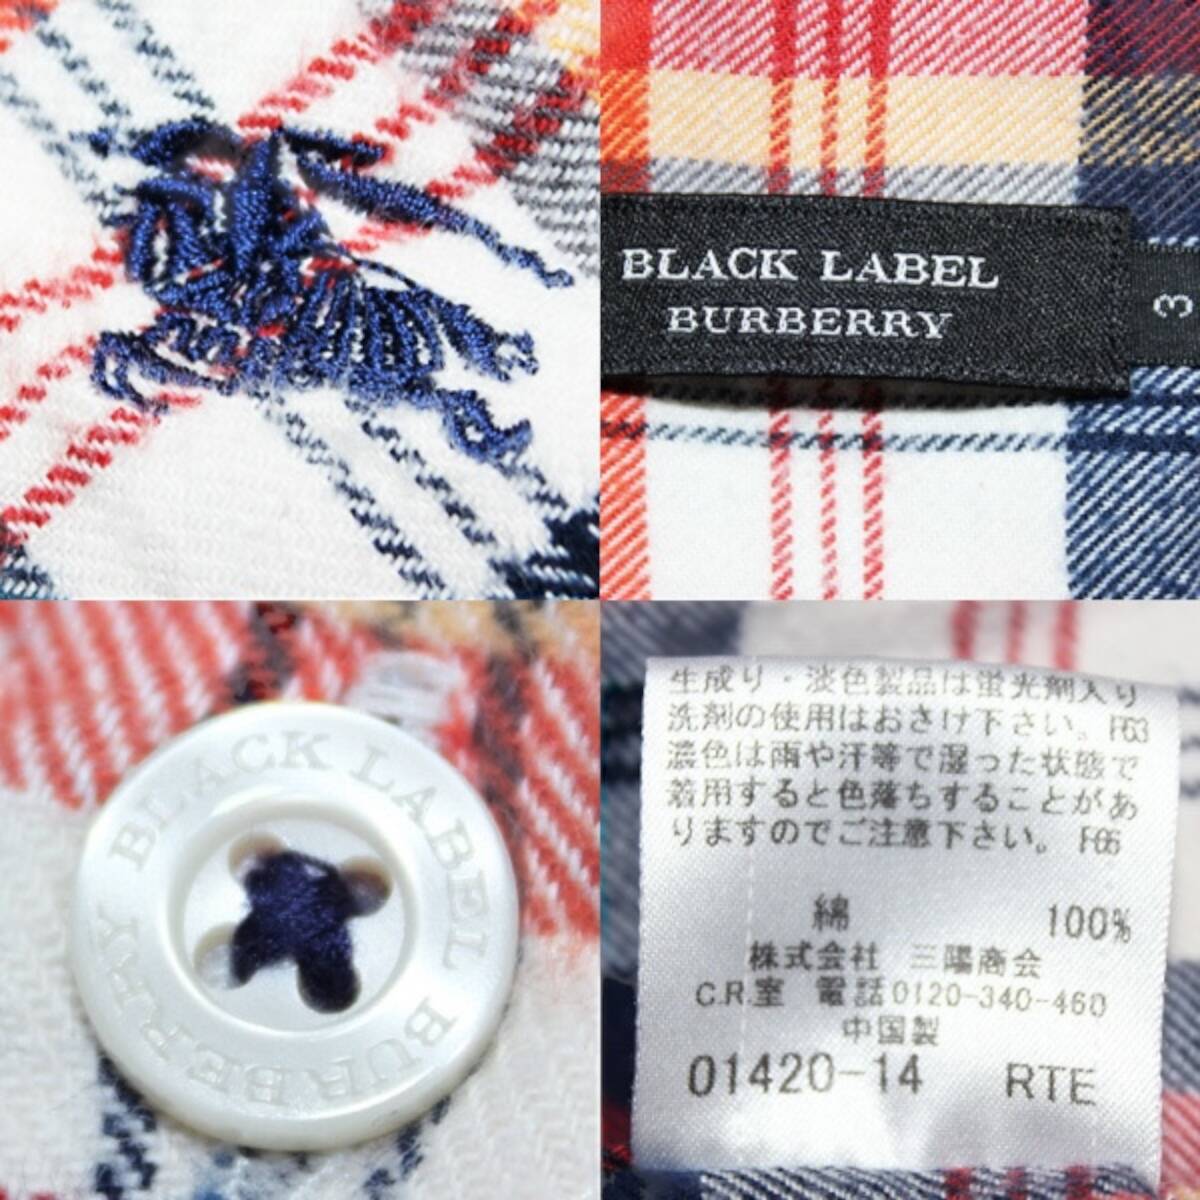 BLACK LABEL
BURBERRY
3
BLACK LABEL BURBERRY
生成り・淡色製品は蛍光剤入り
洗剤の使用はおさけ下さい。F63
濃色は雨や汗等で湿った状態で
着用すると色落ちすることがあ
りますのでご注意下さい。F66
綿 100%
株式会社 三陽商会
C.R.室 電話0120-340-460
中国製
01420-14 RTE